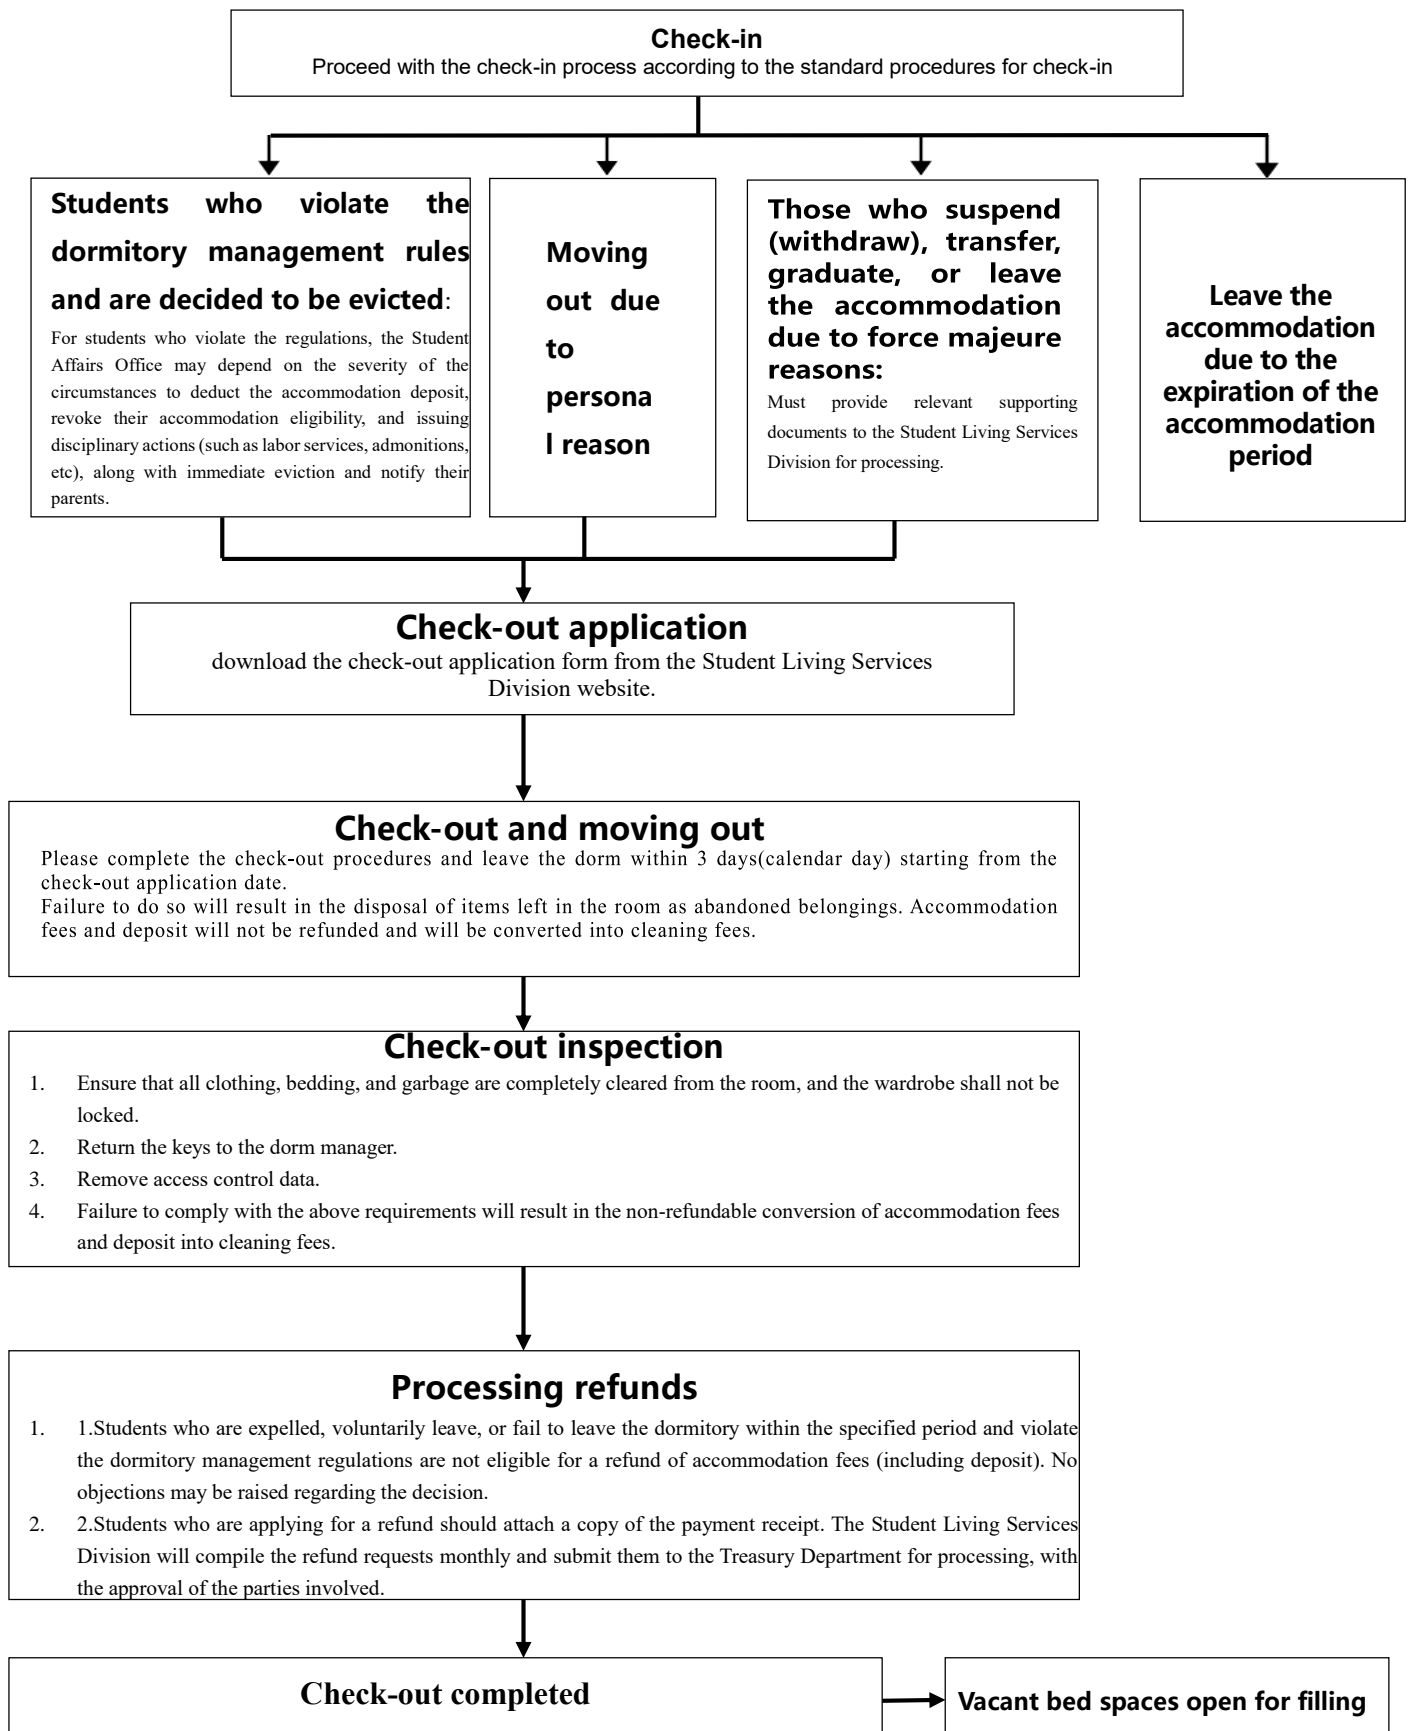 Check-in
Proceed with the check-in process according to the standard procedures for check-in
Students who violate the
dormitory management rules
and are decided to be evicted:
For students who violate the regulations, the Student
Affairs Office may depend on the severity of the
circumstances to deduct the accommodation deposit,
revoke their accommodation eligibility, and issuing
disciplinary actions (such as labor services, admonitions,
etc), along with immediate eviction and notify their
parents.
Moving
out due
to
persona
l reason
Those who suspend
(withdraw), transfer,
graduate, or leave
the accommodation
due to force majeure
reasons:
Must provide relevant supporting
documents to the Student Living Services
Division for processing.
Leave the
accommodation
due to the
expiration of the
accommodation
period
Check-out application
download the check-out application form from the Student Living Services
Division website.
Check-out and moving out
Please complete the check-out procedures and leave the dorm within 3 days(calendar day) starting from the
check-out application date.
Failure to do so will result in the disposal of items left in the room as abandoned belongings. Accommodation
fees and deposit will not be refunded and will be converted into cleaning fees.
Check-out inspection
1. Ensure that all clothing, bedding, and garbage are completely cleared from the room, and the wardrobe shall not be
locked.
2. Return the keys to the dorm manager.
3. Remove access control data.
4. Failure to comply with the above requirements will result in the non-refundable conversion of accommodation fees
and deposit into cleaning fees.
Processing refunds
1. 1.Students who are expelled, voluntarily leave, or fail to leave the dormitory within the specified period and violate
the dormitory management regulations are not eligible for a refund of accommodation fees (including deposit). No
objections may be raised regarding the decision.
2. 2.Students who are applying for a refund should attach a copy of the payment receipt. The Student Living Services
Division will compile the refund requests monthly and submit them to the Treasury Department for processing, with
the approval of the parties involved.
Check-out completed
Vacant bed spaces open for filling